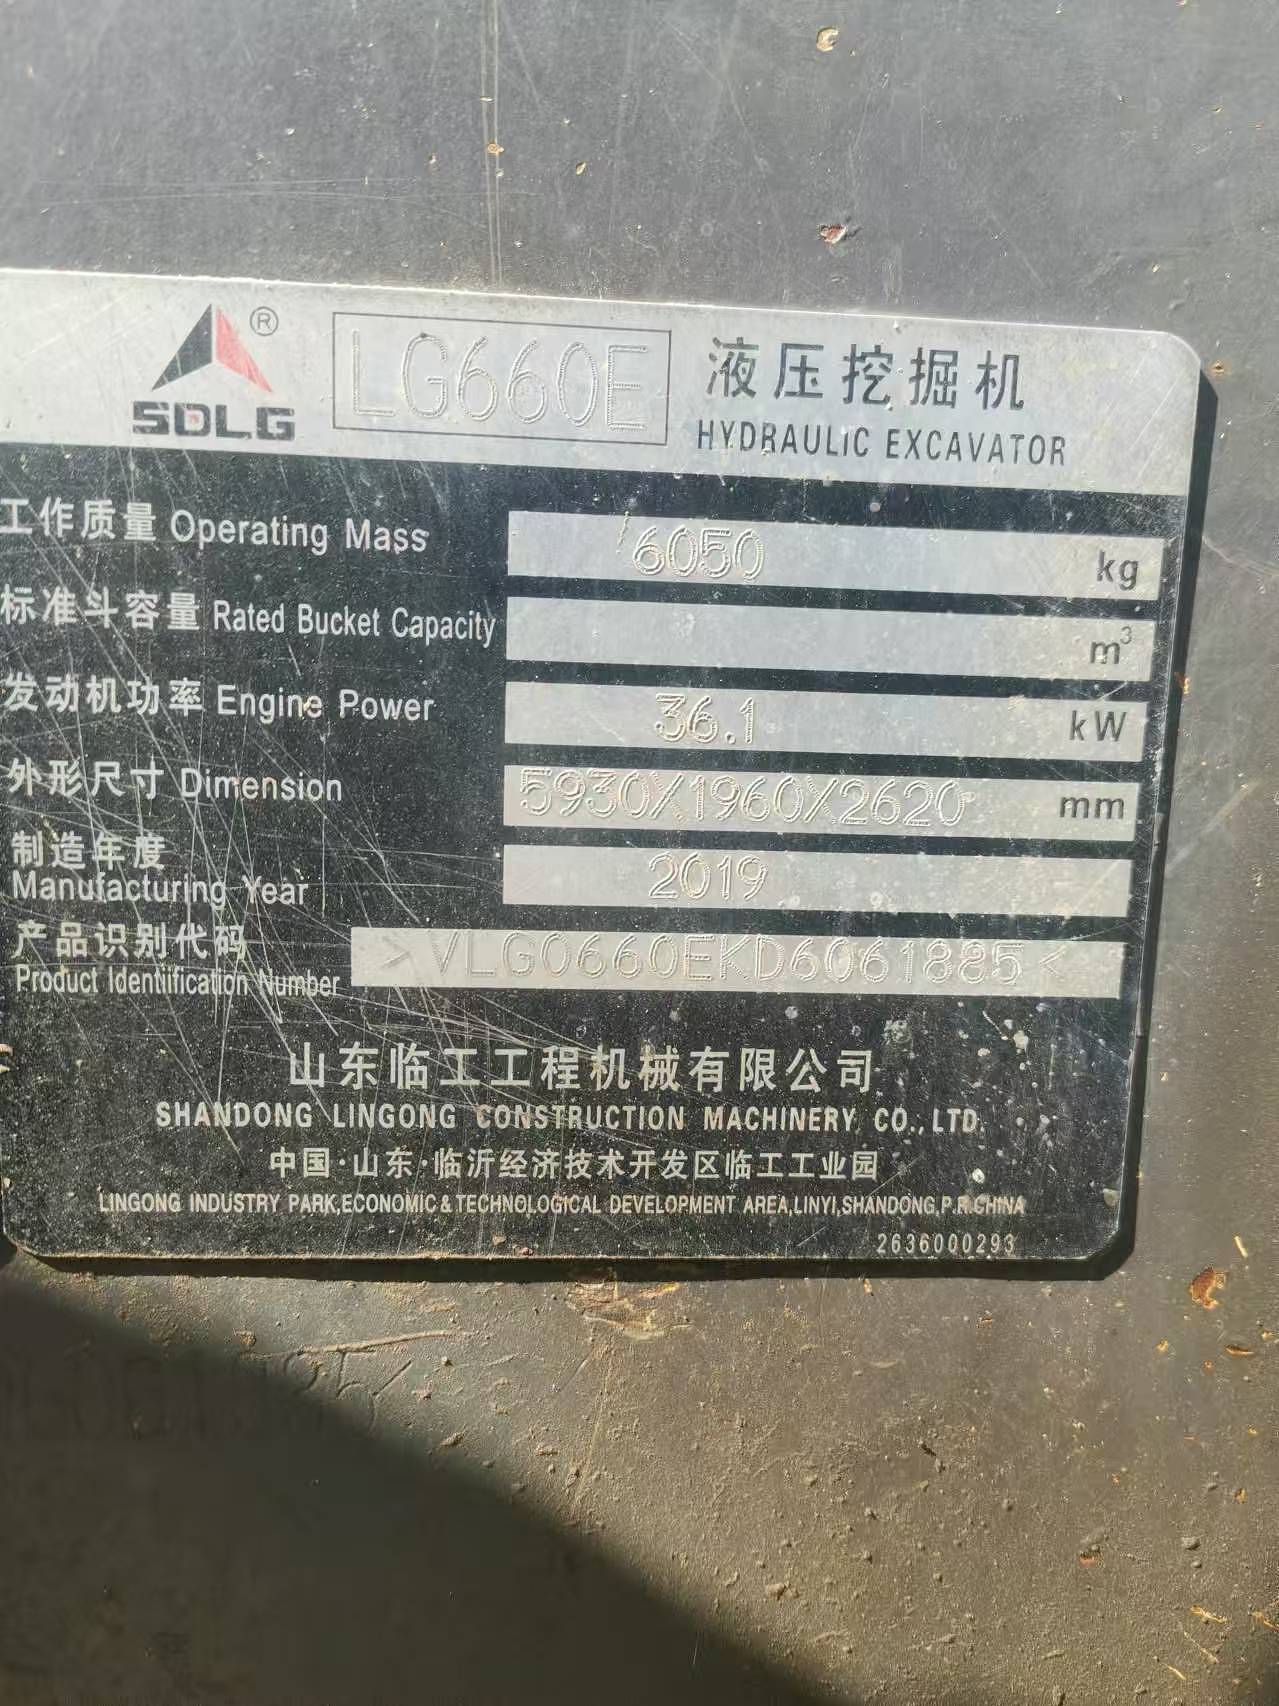 SDLG ® LG660E 液压挖掘机
HYDRAULIC EXCAVATOR
工作质量 Operating Mass 6050 kg
标准斗容量 Rated Bucket Capacity m³
发动机功率 Engine Power 36.1 kW
外形尺寸 Dimension 5930X1960X2620 mm
制造年度
Manufacturing Year 2019
产品识别代码
Product Identiification Number >VLG0660EKD6061885<
山东临工工程机械有限公司
SHANDONG LINGONG CONSTRUCTION MACHINERY CO.,LTD.
中国·山东·临沂经济技术开发区临工工业园
LINGONG INDUSTRY PARK,ECONOMIC & TECHNOLOGICAL DEVELOPMENT AREA,LINYI,SHANDONG,P.R.CHINA
2636000293